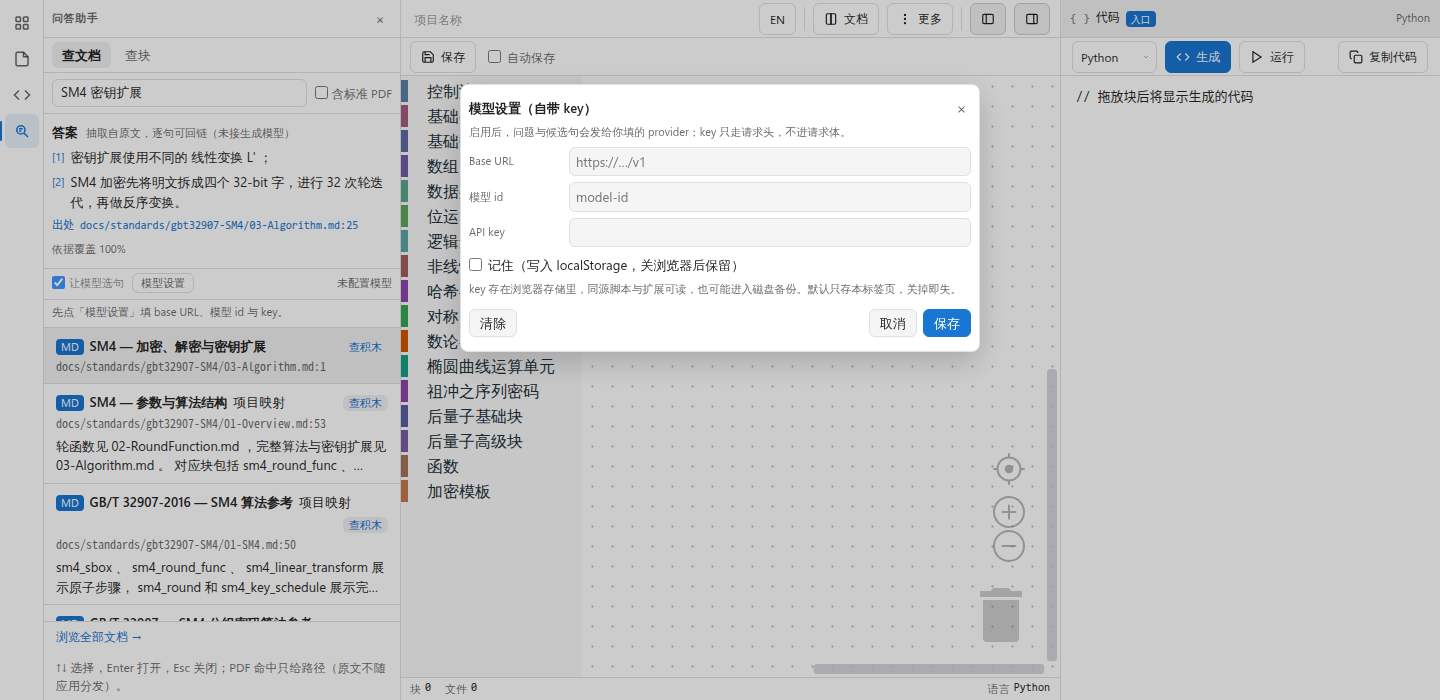 问答助手
×
查文档
查块
SM4 密钥扩展
含标准 PDF
答案 抽取自原文，逐句可回链（未接生成模型）
[1] 密钥扩展使用不同的 线性变换 L' ；
[2] SM4 加密先将明文拆成四个 32-bit 字，进行 32 次轮迭
代，再做反序变换。
出处 docs/standards/gbt32907-SM4/03-Algorithm.md:25
依据覆盖 100%
让模型选句
模型设置
未配置模型
先点「模型设置」填 base URL、模型 id 与 key。
MD SM4 — 加密、解密与密钥扩展 查积木
docs/standards/gbt32907-SM4/03-Algorithm.md:1
MD SM4 — 参数与算法结构 项目映射 查积木
docs/standards/gbt32907-SM4/01-Overview.md:53
轮函数见 02-RoundFunction.md ，完整算法与密钥扩展见
03-Algorithm.md 。 对应块包括 sm4_round_func 、…
MD GB/T 32907-2016 — SM4 算法参考 项目映射
查积木
docs/standards/gbt32907-SM4/01-SM4.md:50
sm4_sbox 、 sm4_round_func 、 sm4_linear_transform 展
示原子步骤， sm4_round 和 sm4_key_schedule 展示完…
浏览全部文档 →
↑↓ 选择，Enter 打开，Esc 关闭；PDF 命中只给路径（原文不随
应用分发）。
项目名称
EN
文档
更多
保存
自动保存
控制
基础
基础
数组
数据
位运
逻辑
非线
哈希
对称
数论
椭圆曲线运算单元
祖冲之序列密码
后量子基础块
后量子高级块
函数
加密模板
模型设置（自带 key）
×
启用后，问题与候选句会发给你填的 provider；key 只走请求头，不进请求体。
Base URL https://…/v1
模型 id model-id
API key
记住（写入 localStorage，关浏览器后保留）
key 存在浏览器存储里，同源脚本与扩展可读，也可能进入磁盘备份。默认只存本标签页，关掉即失。
清除
取消
保存
块 0 文件 0
语言 Python
{ } 代码 入口
Python
Python
生成
运行
复制代码
// 拖放块后将显示生成的代码